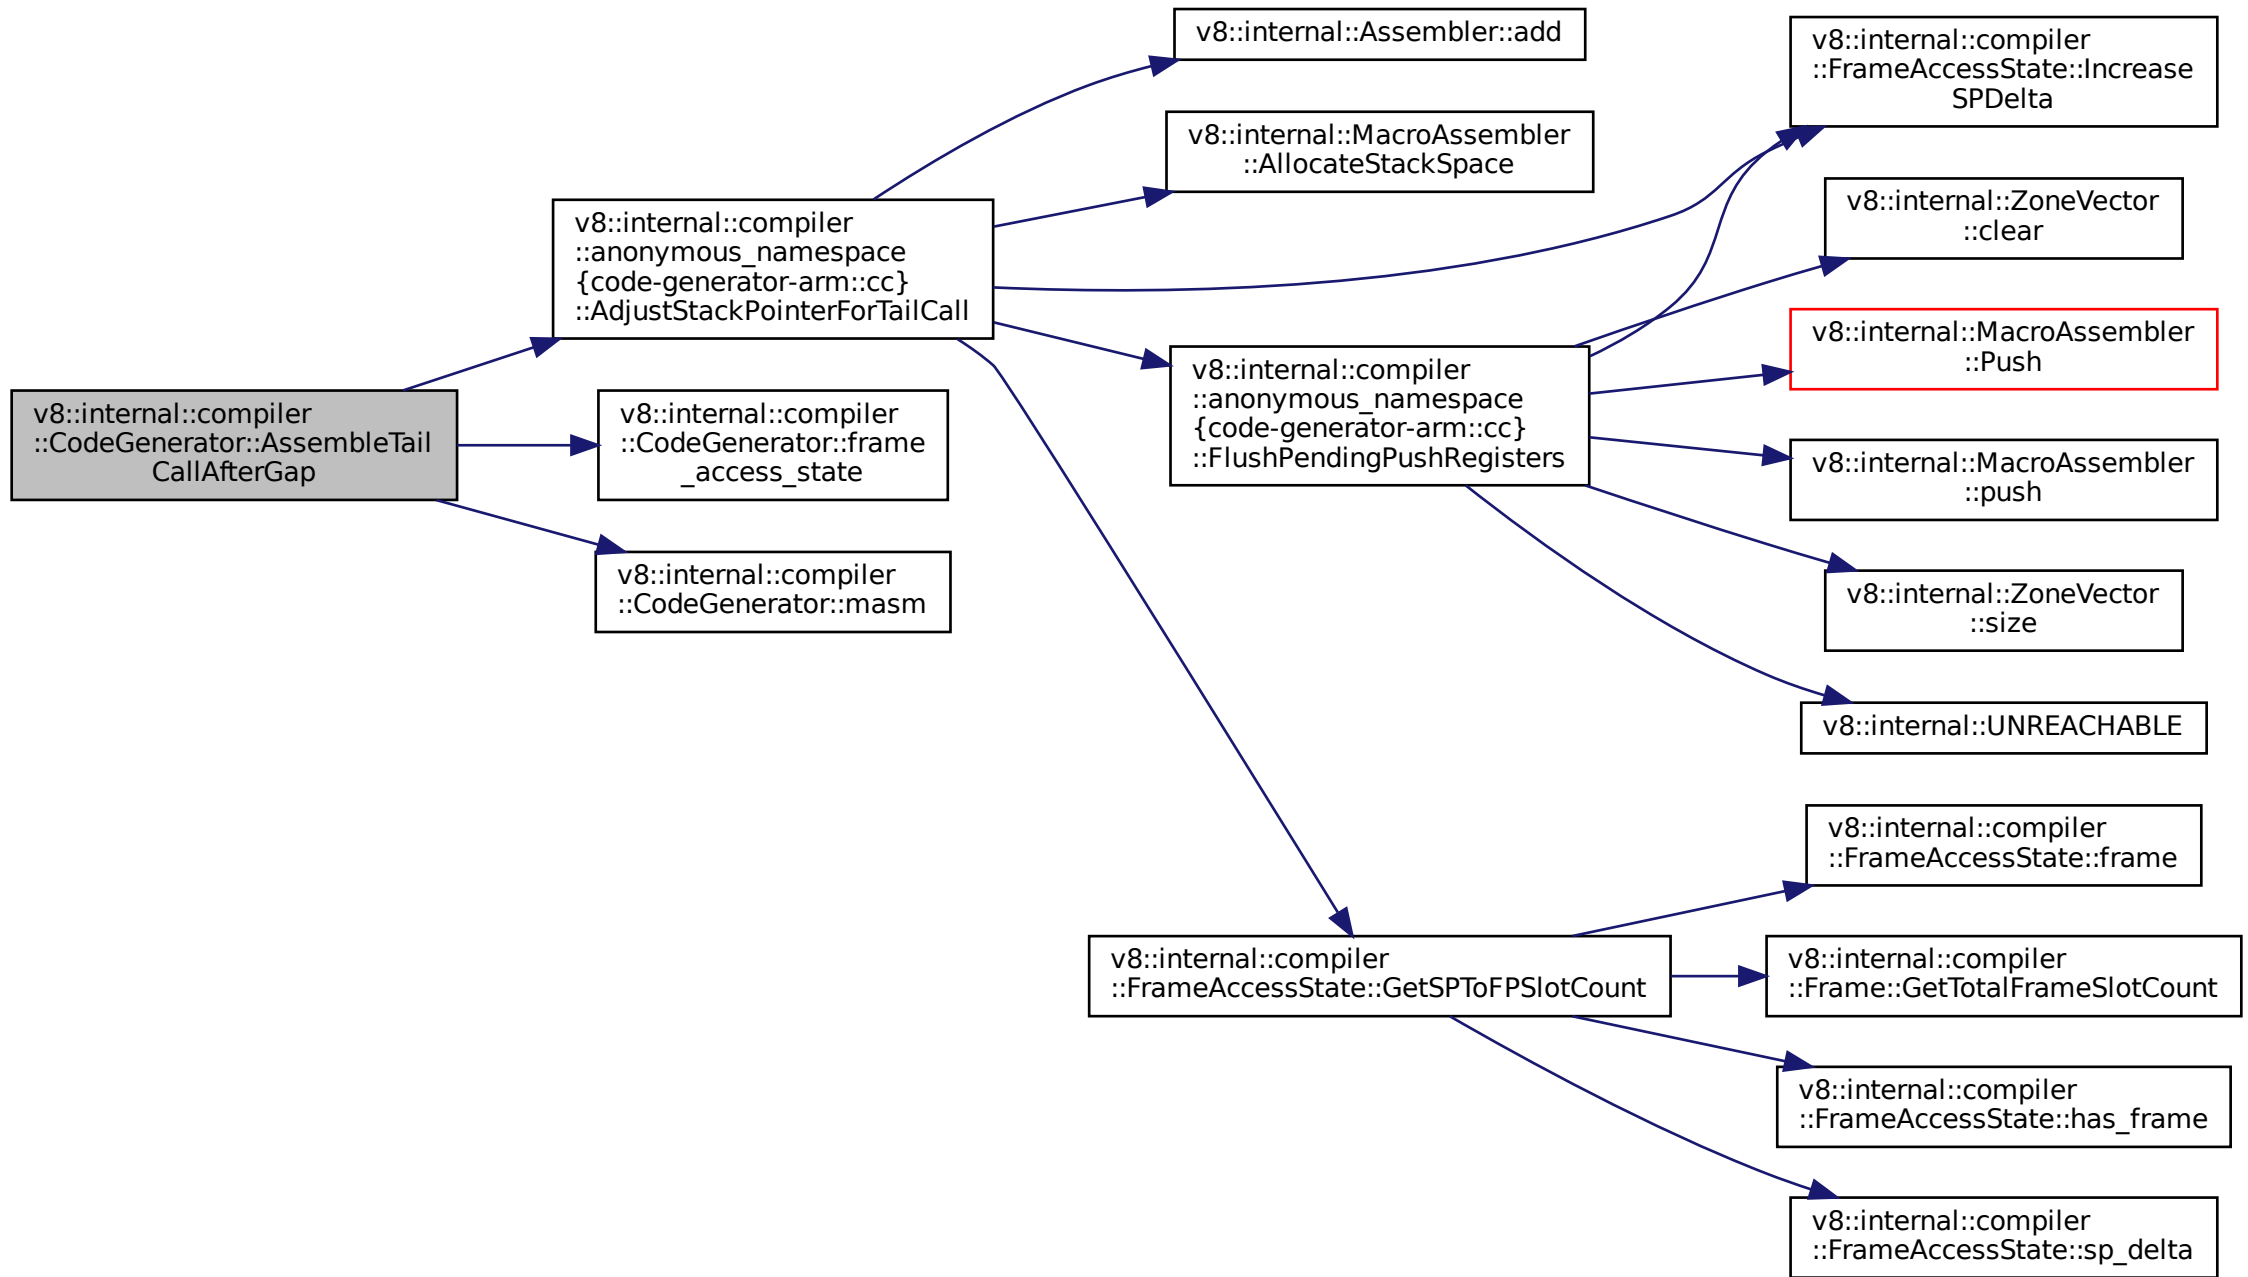 v8::internal::compiler
::CodeGenerator::AssembleTail
CallAfterGap
v8::internal::compiler
::anonymous_namespace
{code-generator-arm::cc}
::AdjustStackPointerForTailCall
v8::internal::compiler
::CodeGenerator::frame
_access_state
v8::internal::compiler
::CodeGenerator::masm
v8::internal::Assembler::add
v8::internal::MacroAssembler
::AllocateStackSpace
v8::internal::compiler
::anonymous_namespace
{code-generator-arm::cc}
::FlushPendingPushRegisters
v8::internal::compiler
::FrameAccessState::GetSPToFPSlotCount
v8::internal::compiler
::FrameAccessState::Increase
SPDelta
v8::internal::ZoneVector
::clear
v8::internal::MacroAssembler
::Push
v8::internal::MacroAssembler
::push
v8::internal::ZoneVector
::size
v8::internal::UNREACHABLE
v8::internal::compiler
::FrameAccessState::frame
v8::internal::compiler
::Frame::GetTotalFrameSlotCount
v8::internal::compiler
::FrameAccessState::has_frame
v8::internal::compiler
::FrameAccessState::sp_delta